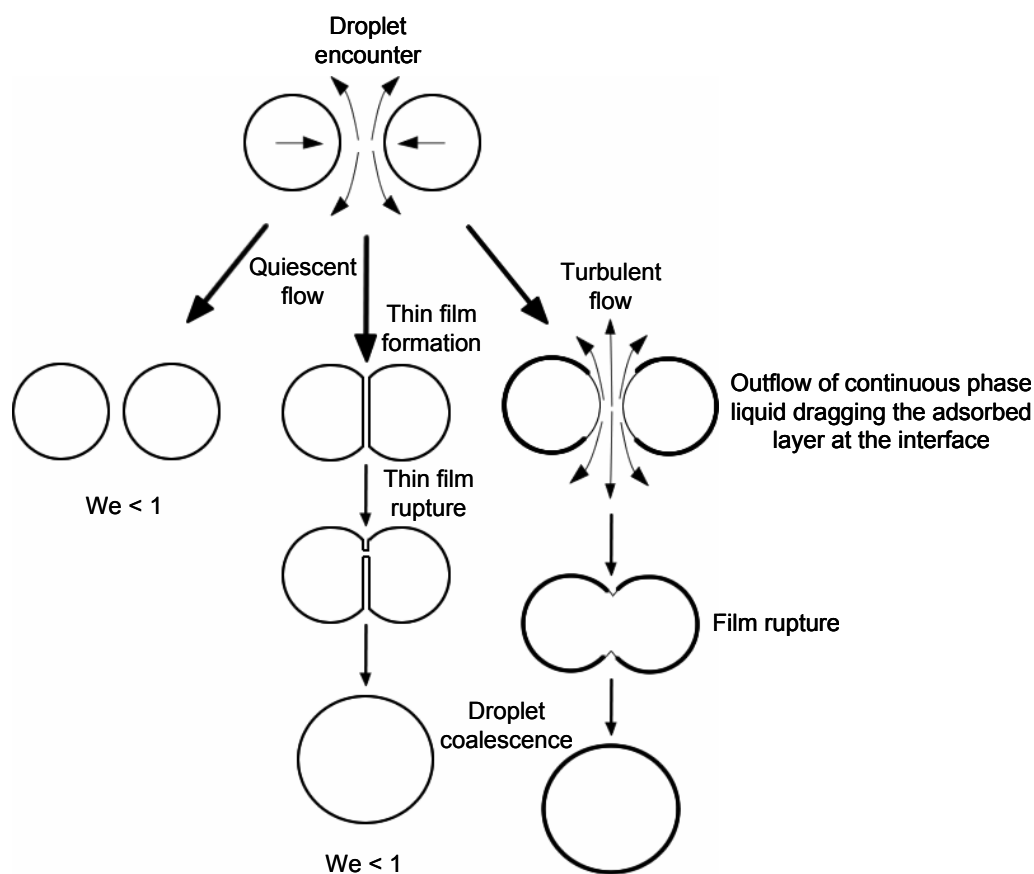 Droplet
encounter
Quiescent
flow
Turbulent
flow
Thin film
formation
Outflow of continuous phase
liquid dragging the adsorbed
layer at the interface
Thin film
rupture
We < 1
Film rupture
Droplet
coalescence
We < 1